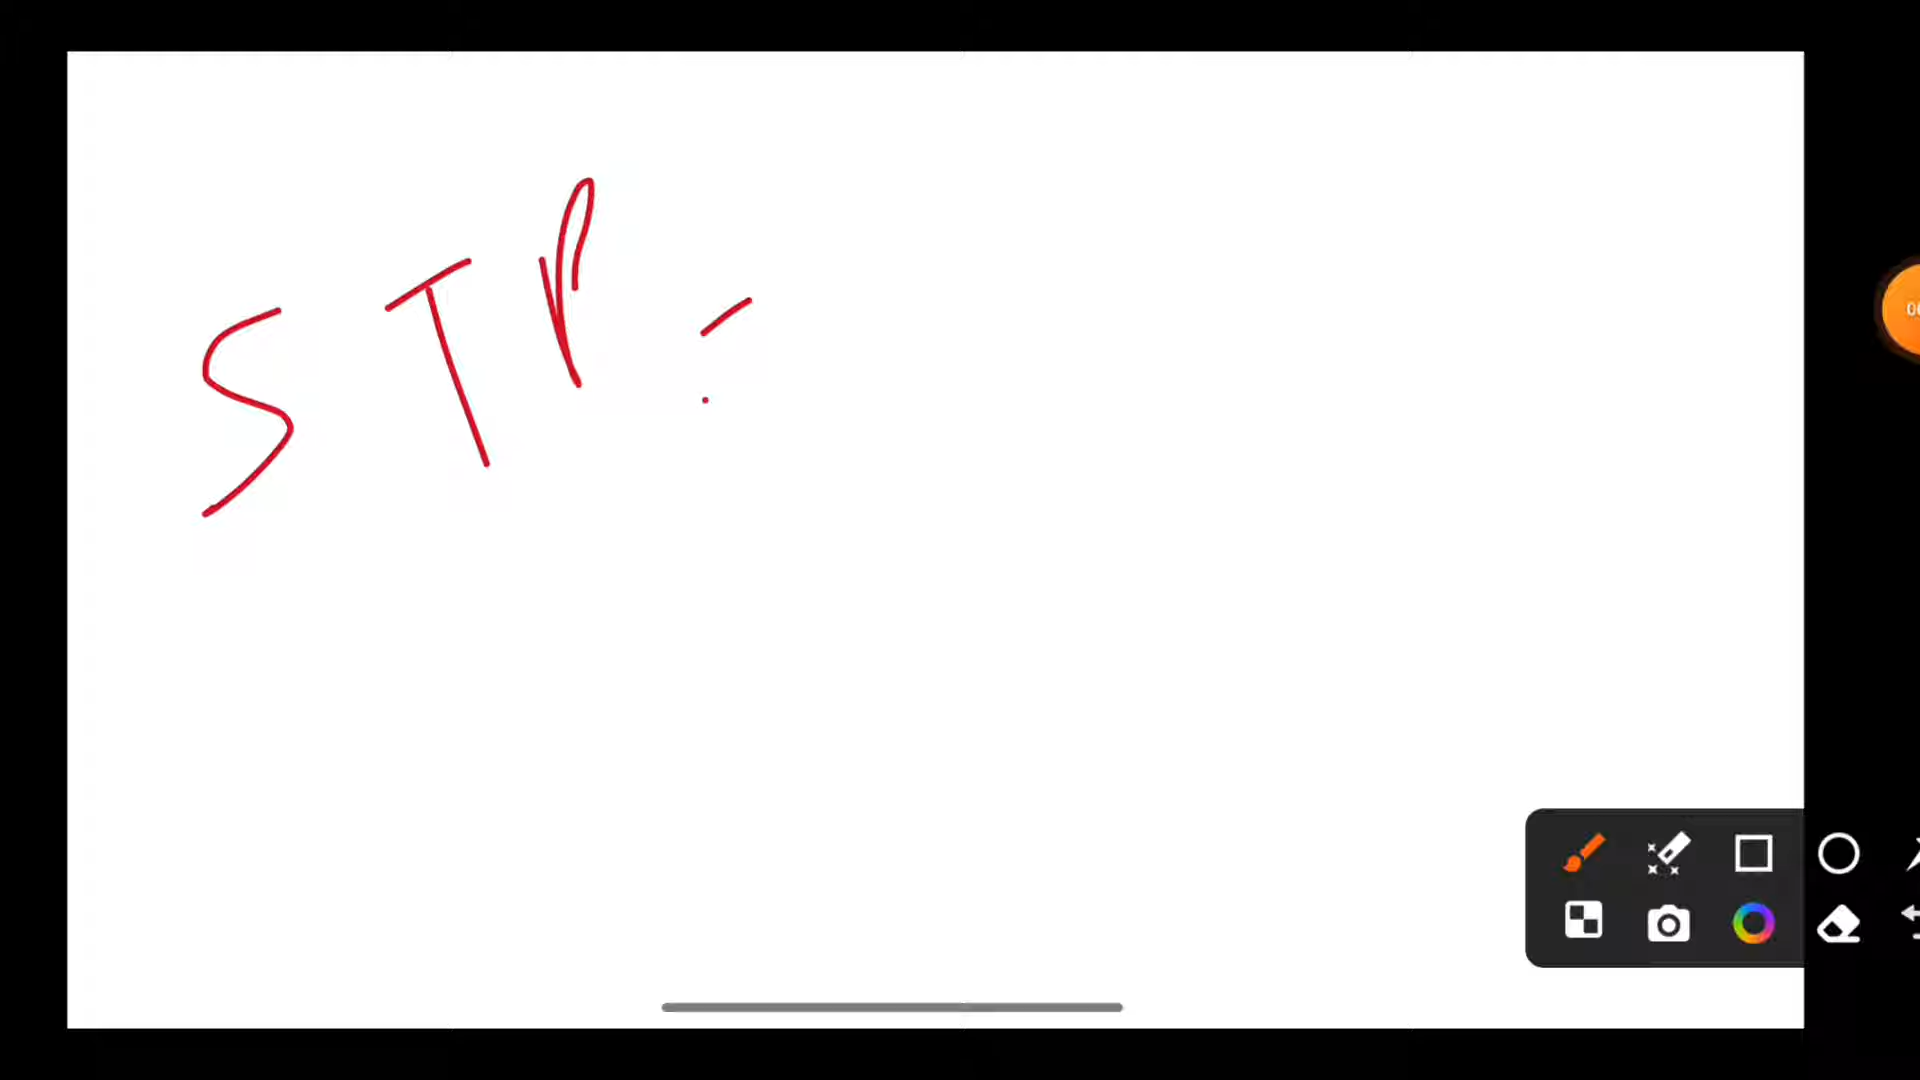 STP =